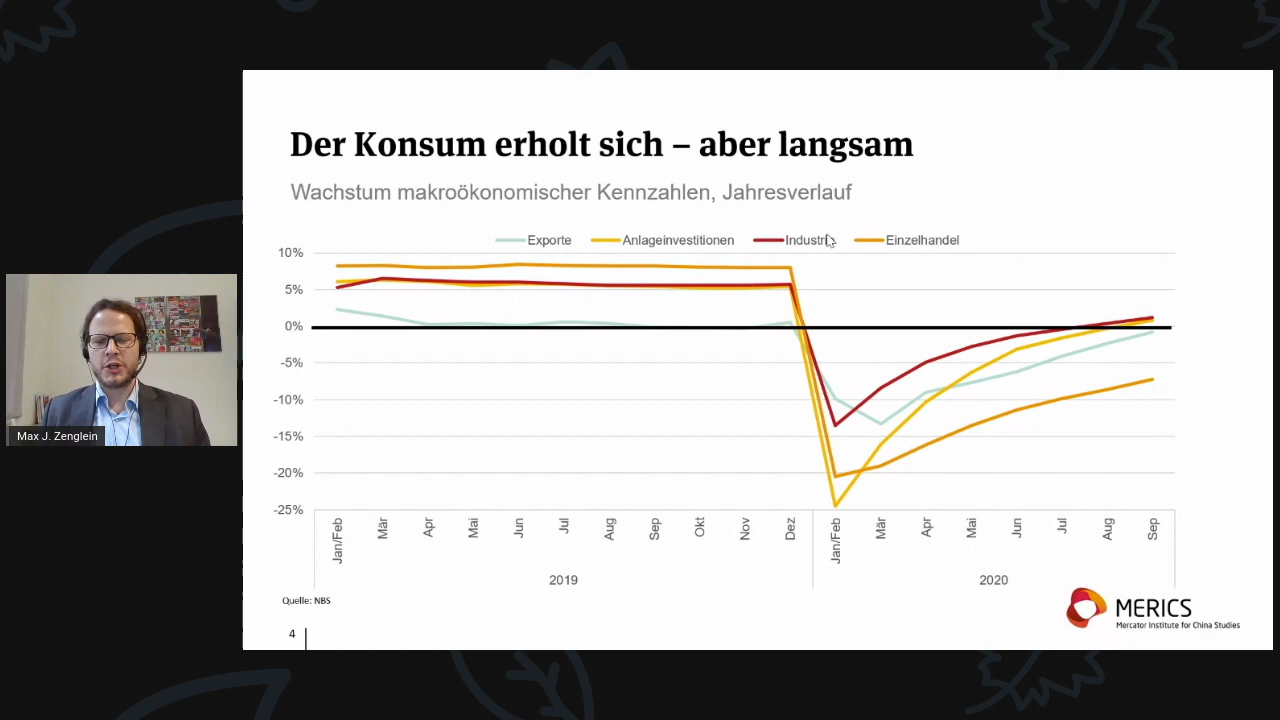 Der Konsum erholt sich – aber langsam
Wachstum makroökonomischer Kennzahlen, Jahresverlauf
Exporte Anlageinvestitionen Industrie Einzelhandel
10%
5%
0%
-5%
-10%
-15%
-20%
-25%
Jan/Feb Mär Apr Mai Jun Jul Aug Sep Okt Nov Dez Jan/Feb Mär Apr Mai Jun Jul Aug Sep
2019 2020
Quelle: NBS
4
MERICS
Mercator Institute for China Studies
Max J. Zenglein